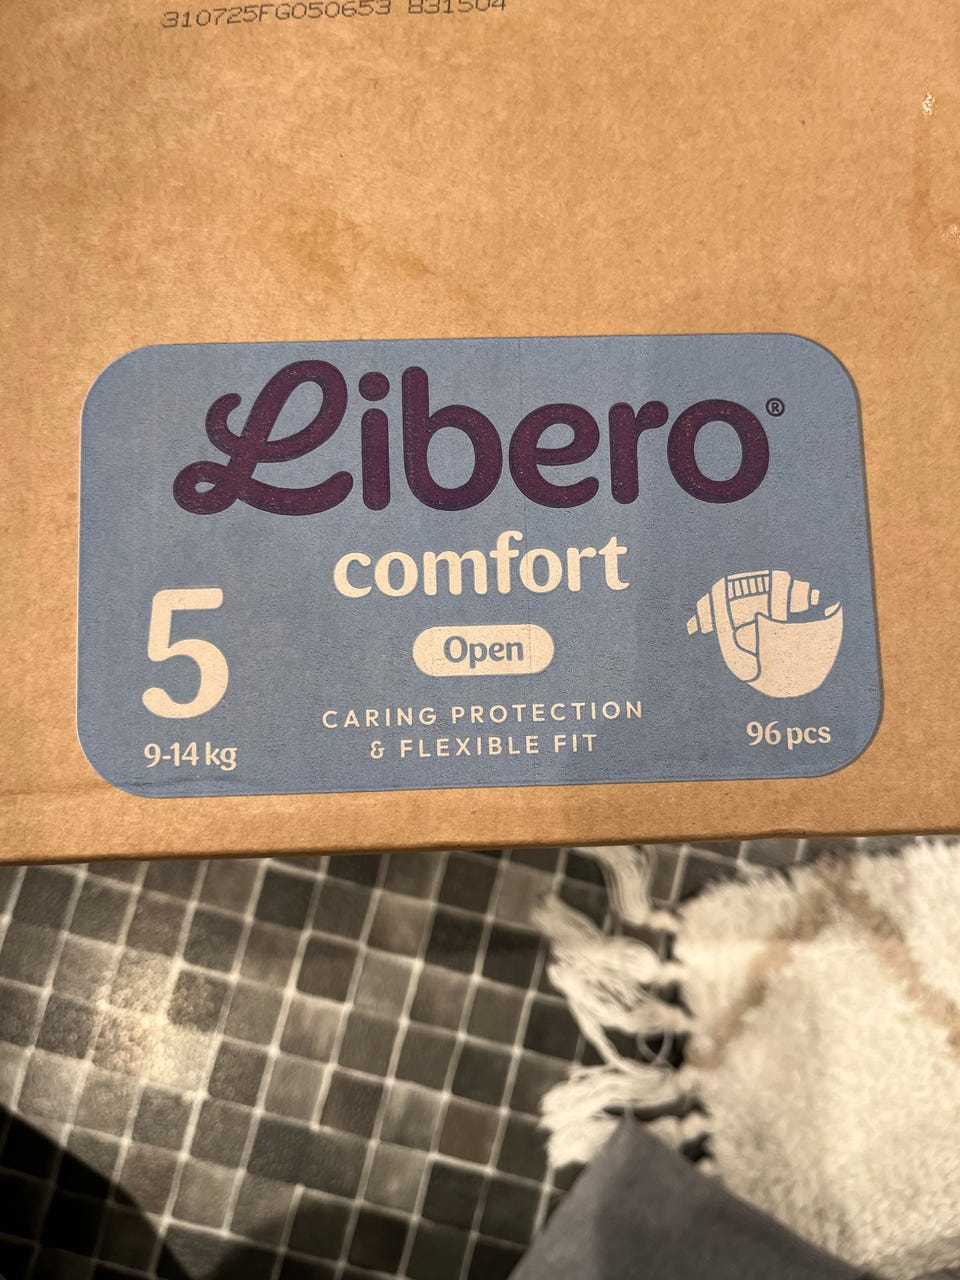 310725FG050653 831504
Libero®
comfort
5
Open
CARING PROTECTION
& FLEXIBLE FIT
9-14 kg
96 pcs